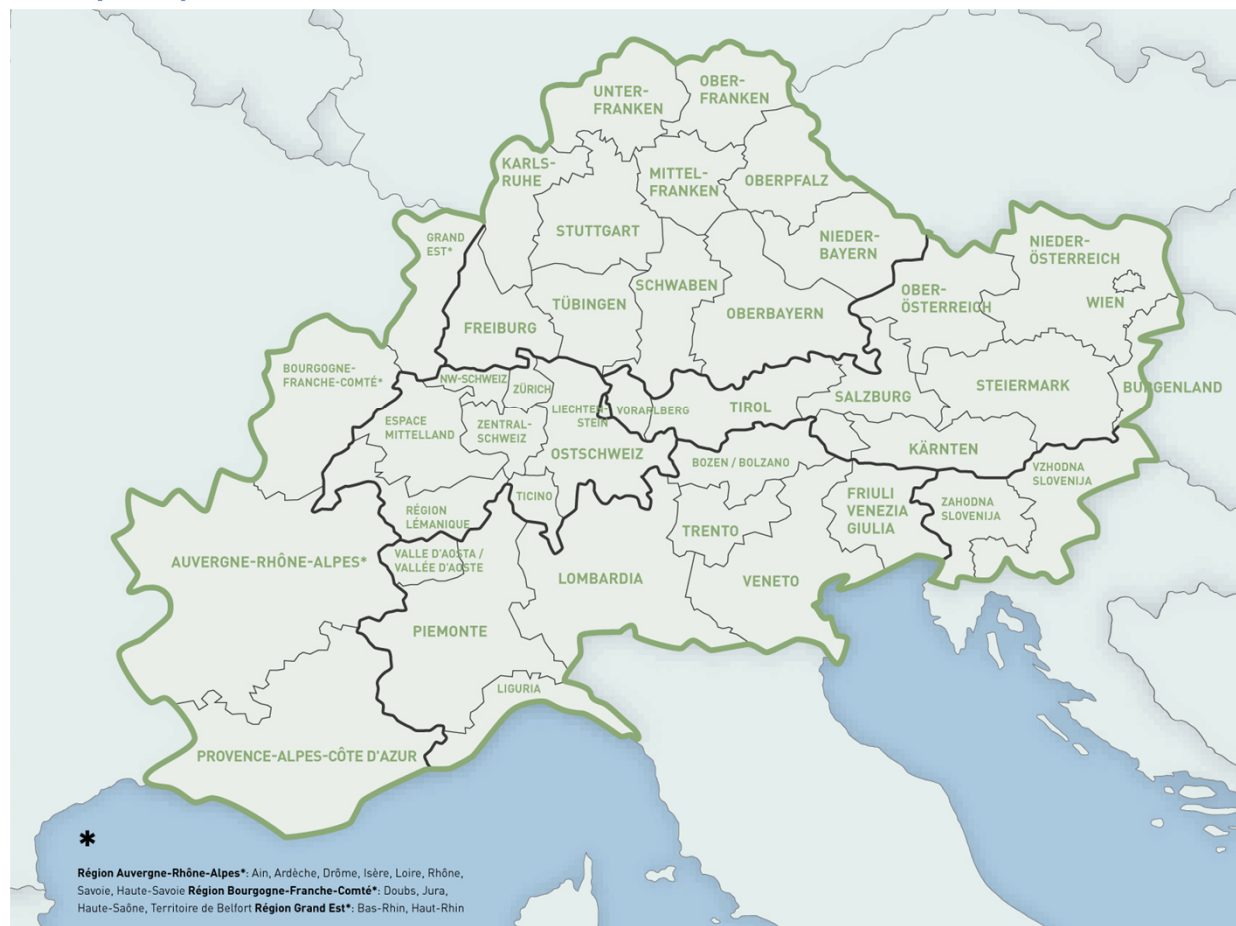 UNTER-
FRANKEN
OBER-
FRANKEN
KARLS-
RUHE
MITTEL-
FRANKEN
OBERPFALZ
GRAND
EST*
STUTTGART
NIEDER-
BAYERN
NIEDER-
ÖSTERREICH
TÜBINGEN
SCHWABEN
OBER-
ÖSTERREICH
WIEN
FREIBURG
OBERBAYERN
BOURGOGNE-
FRANCHE-COMTÉ*
NW-SCHWEIZ
ZÜRICH
STEIERMARK
BURGENLAND
SALZBURG
LIECHTEN-
STEIN
VORARLBERG
TIROL
ESPACE
MITTELLAND
ZENTRAL-
SCHWEIZ
OSTSCHWEIZ
KÄRNTEN
BOZEN / BOLZANO
VZHODNA
SLOVENIJA
TICINO
FRIULI
VENEZIA
GIULIA
ZAHODNA
SLOVENIJA
RÉGION
LÉMANIQUE
TRENTO
AUVERGNE-RHÔNE-ALPES*
VALLE D'AOSTA /
VALLÉE D'AOSTE
LOMBARDIA
VENETO
PIEMONTE
LIGURIA
PROVENCE-ALPES-CÔTE D'AZUR
*
Région Auvergne-Rhône-Alpes*: Ain, Ardèche, Drôme, Isère, Loire, Rhône,
Savoie, Haute-Savoie Région Bourgogne-Franche-Comté*: Doubs, Jura,
Haute-Saône, Territoire de Belfort Région Grand Est*: Bas-Rhin, Haut-Rhin